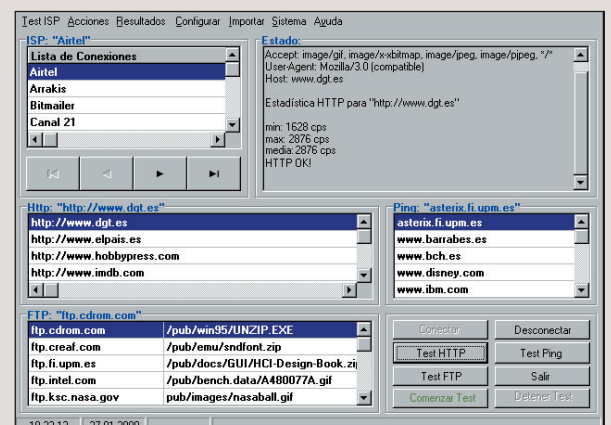 Test ISP Acciones Resultados Configurar Importar Sistema Ayuda
ISP: "Airtel"
Lista de Conexiones
Airtel
Arrakis
Bitmailer
Canal 21
Estado:
Accept: image/gif, image/x-xbitmap, image/jpeg, image/pjpeg, */*
User-Agent: Mozilla/3.0 (compatible)
Host: www.dgt.es
Estadística HTTP para "http://www.dgt.es"
min: 1628 cps
max: 2876 cps
media: 2876 cps
HTTP OK!
Http: "http://www.dgt.es"
http://www.dgt.es
http://www.elpais.es
http://www.hobbypress.com
http://www.imdb.com
Ping: "asterix.fi.upm.es"
asterix.fi.upm.es
www.barrabes.es
www.bch.es
www.disney.com
www.ibm.com
FTP: "ftp.cdrom.com"
ftp.cdrom.com /pub/win95/UNZIP.EXE
ftp.creaf.com /pub/emu/sndfont.zip
ftp.fi.upm.es /pub/docs/GUI/HCI-Design-Book.zi
ftp.intel.com /pub/bench.data/A480077A.gif
ftp.ksc.nasa.gov pub/images/nasaball.gif
Conectar Desconectar
Test HTTP Test Ping
Test FTP Salir
Comenzar Test Detener Test